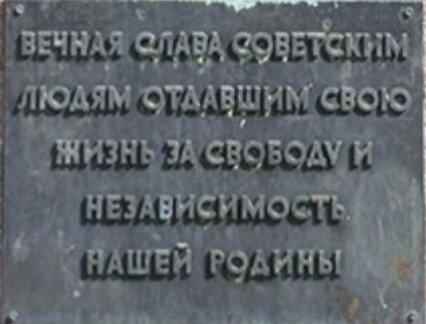 ВЕЧНАЯ СЛАВА СОВЕТСКИМ
ЛЮДЯМ ОТДАВШИМ СВОЮ
ЖИЗНЬ ЗА СВОБОДУ И
НЕЗАВИСИМОСТЬ
НАШЕЙ РОДИНЫ